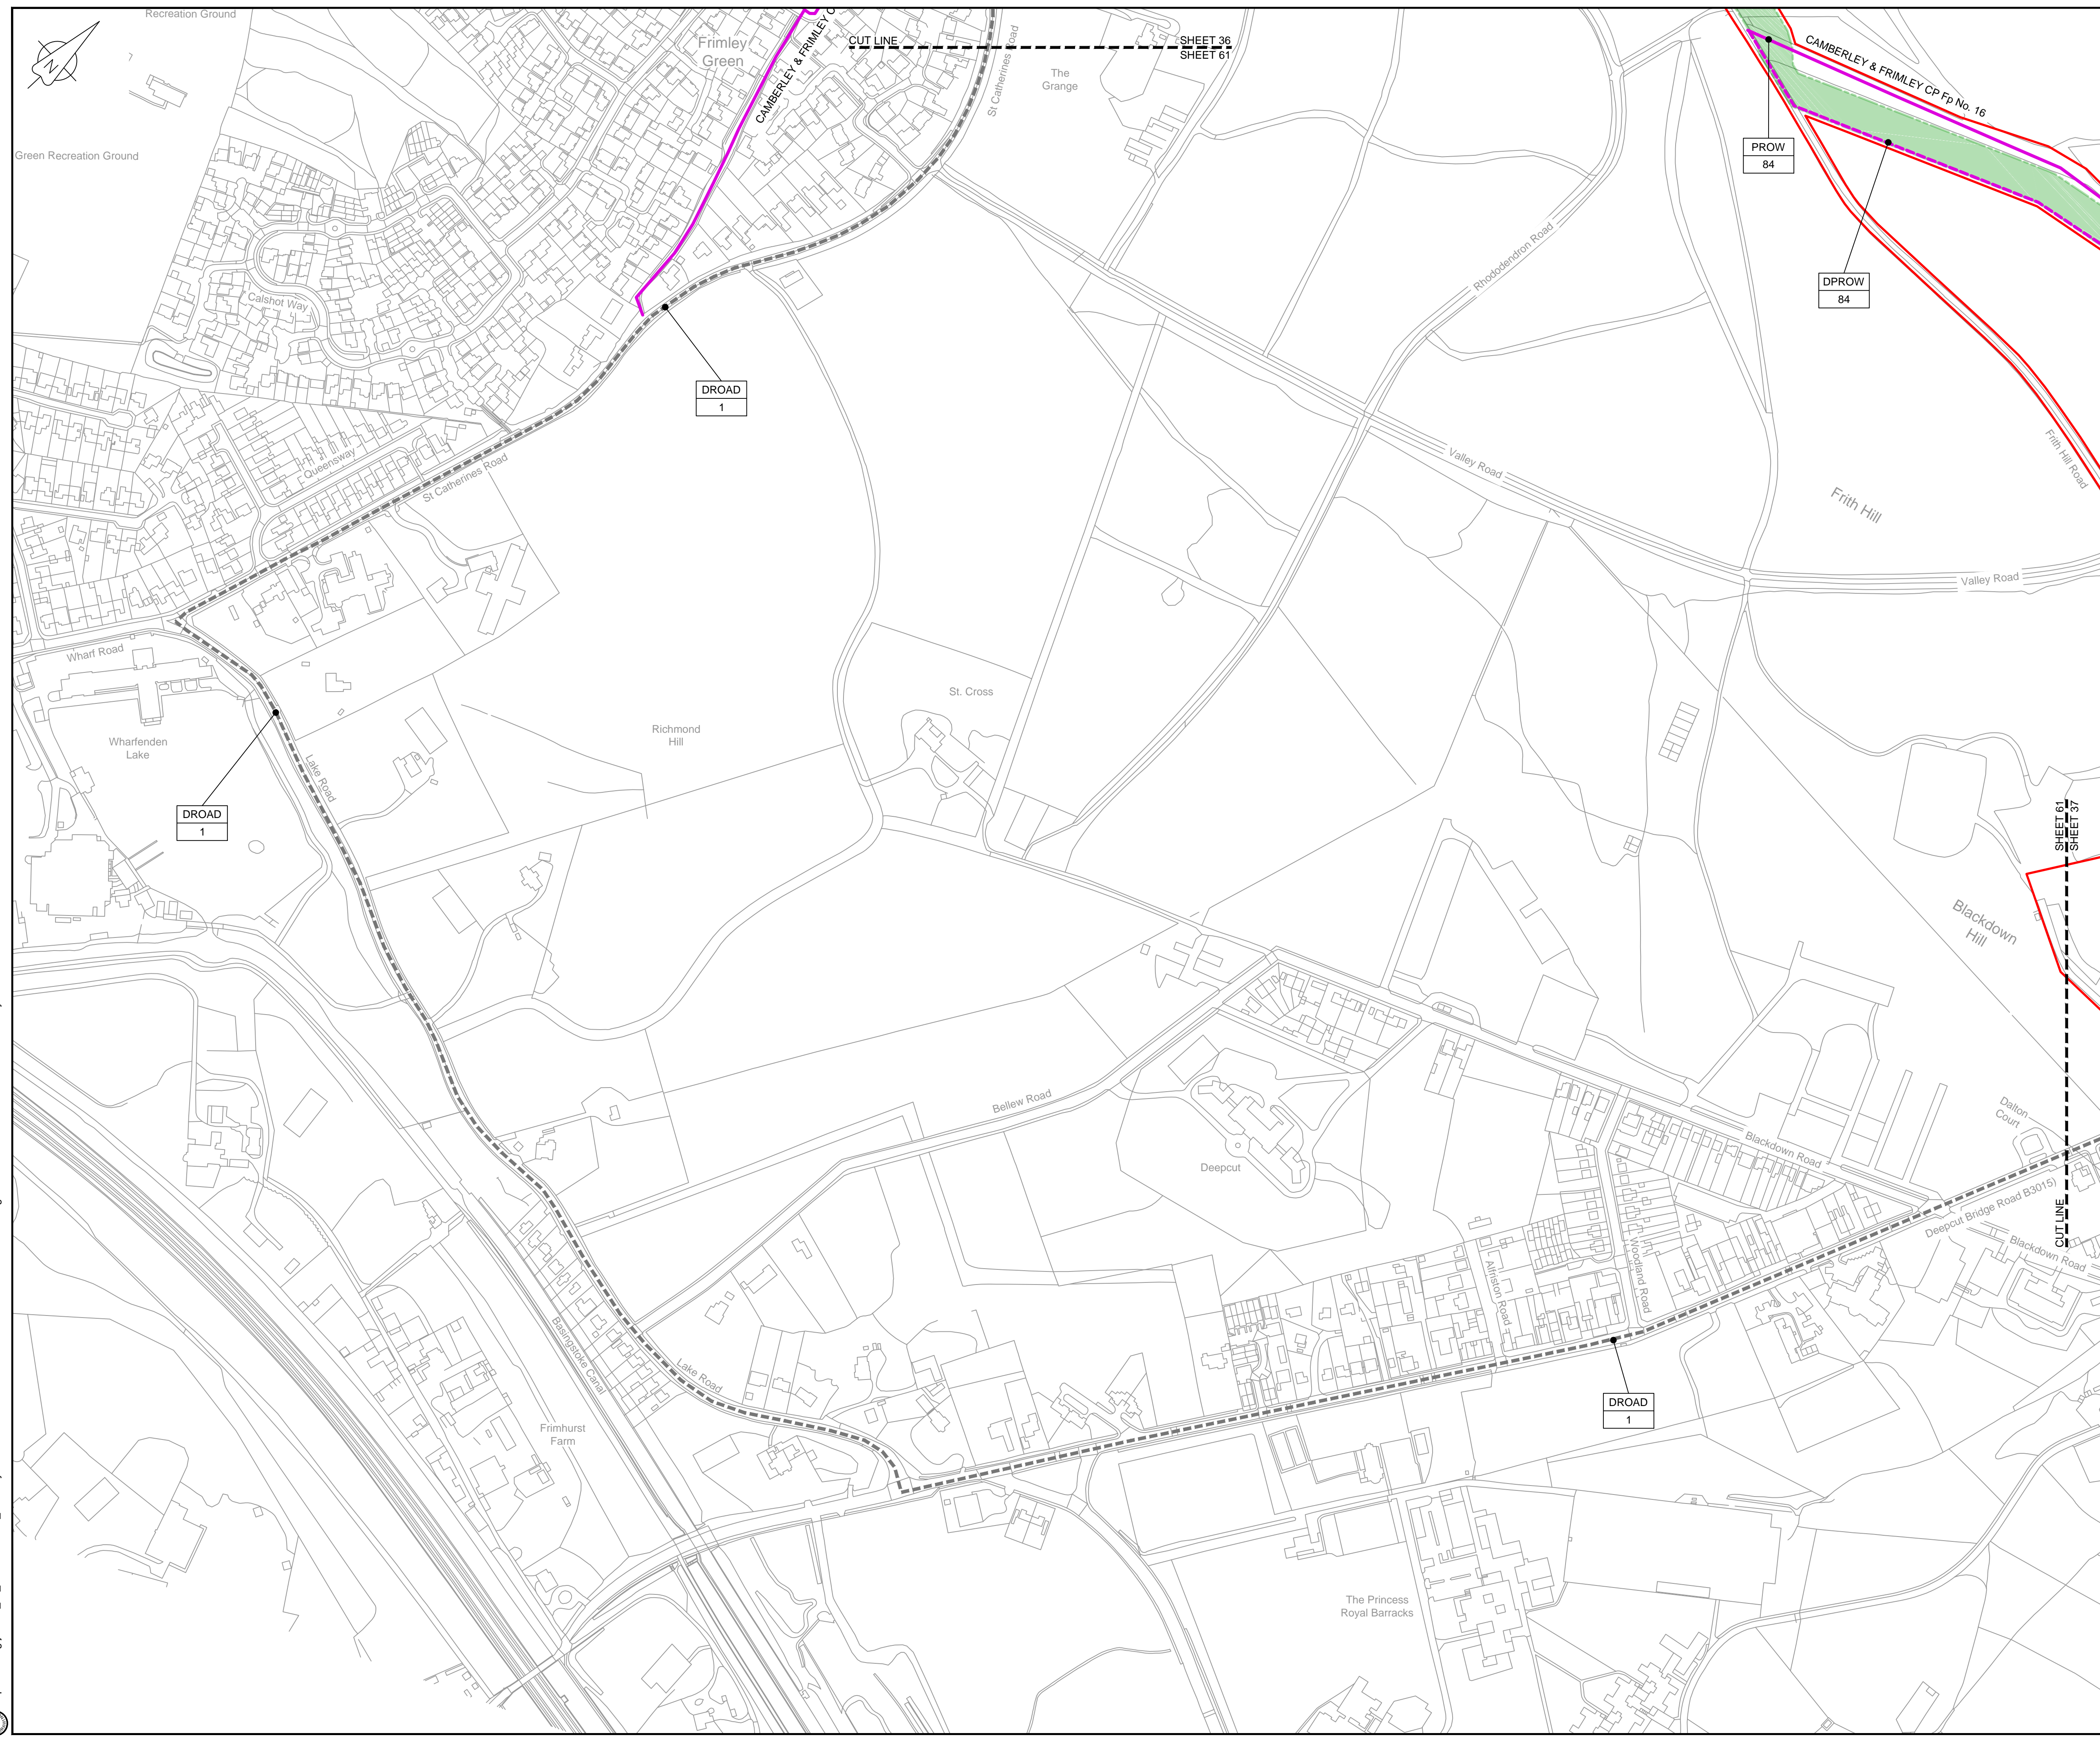 Recreation Ground
N
Frimley
Green
CAMBERLEY & FRIMLEY
CUT LINE
SHEET 36
SHEET 61
St Catherines Road
The
Grange
CAMBERLEY & FRIMLEY CP Fp No. 16
Green Recreation Ground
PROW
84
DPROW
84
Rhododendron Road
Calshot Way
DROAD
1
Queensway
St Catherines Road
Valley Road
Frith Hill Road
Frith Hill
Valley Road
Wharf Road
St. Cross
Richmond
Hill
Wharfenden
Lake
Lake Road
DROAD
1
SHEET 61
SHEET 37
Blackdown
Hill
Bellew Road
Deepcut
Dalton
Court
Blackdown Road
CUT LINE
Deepcut Bridge Road B3015)
Blackdown Road
Alfriston Road
Woodland Road
Basingstoke Canal
Lake Road
DROAD
1
Frimhurst
Farm
The Princess
Royal Barracks